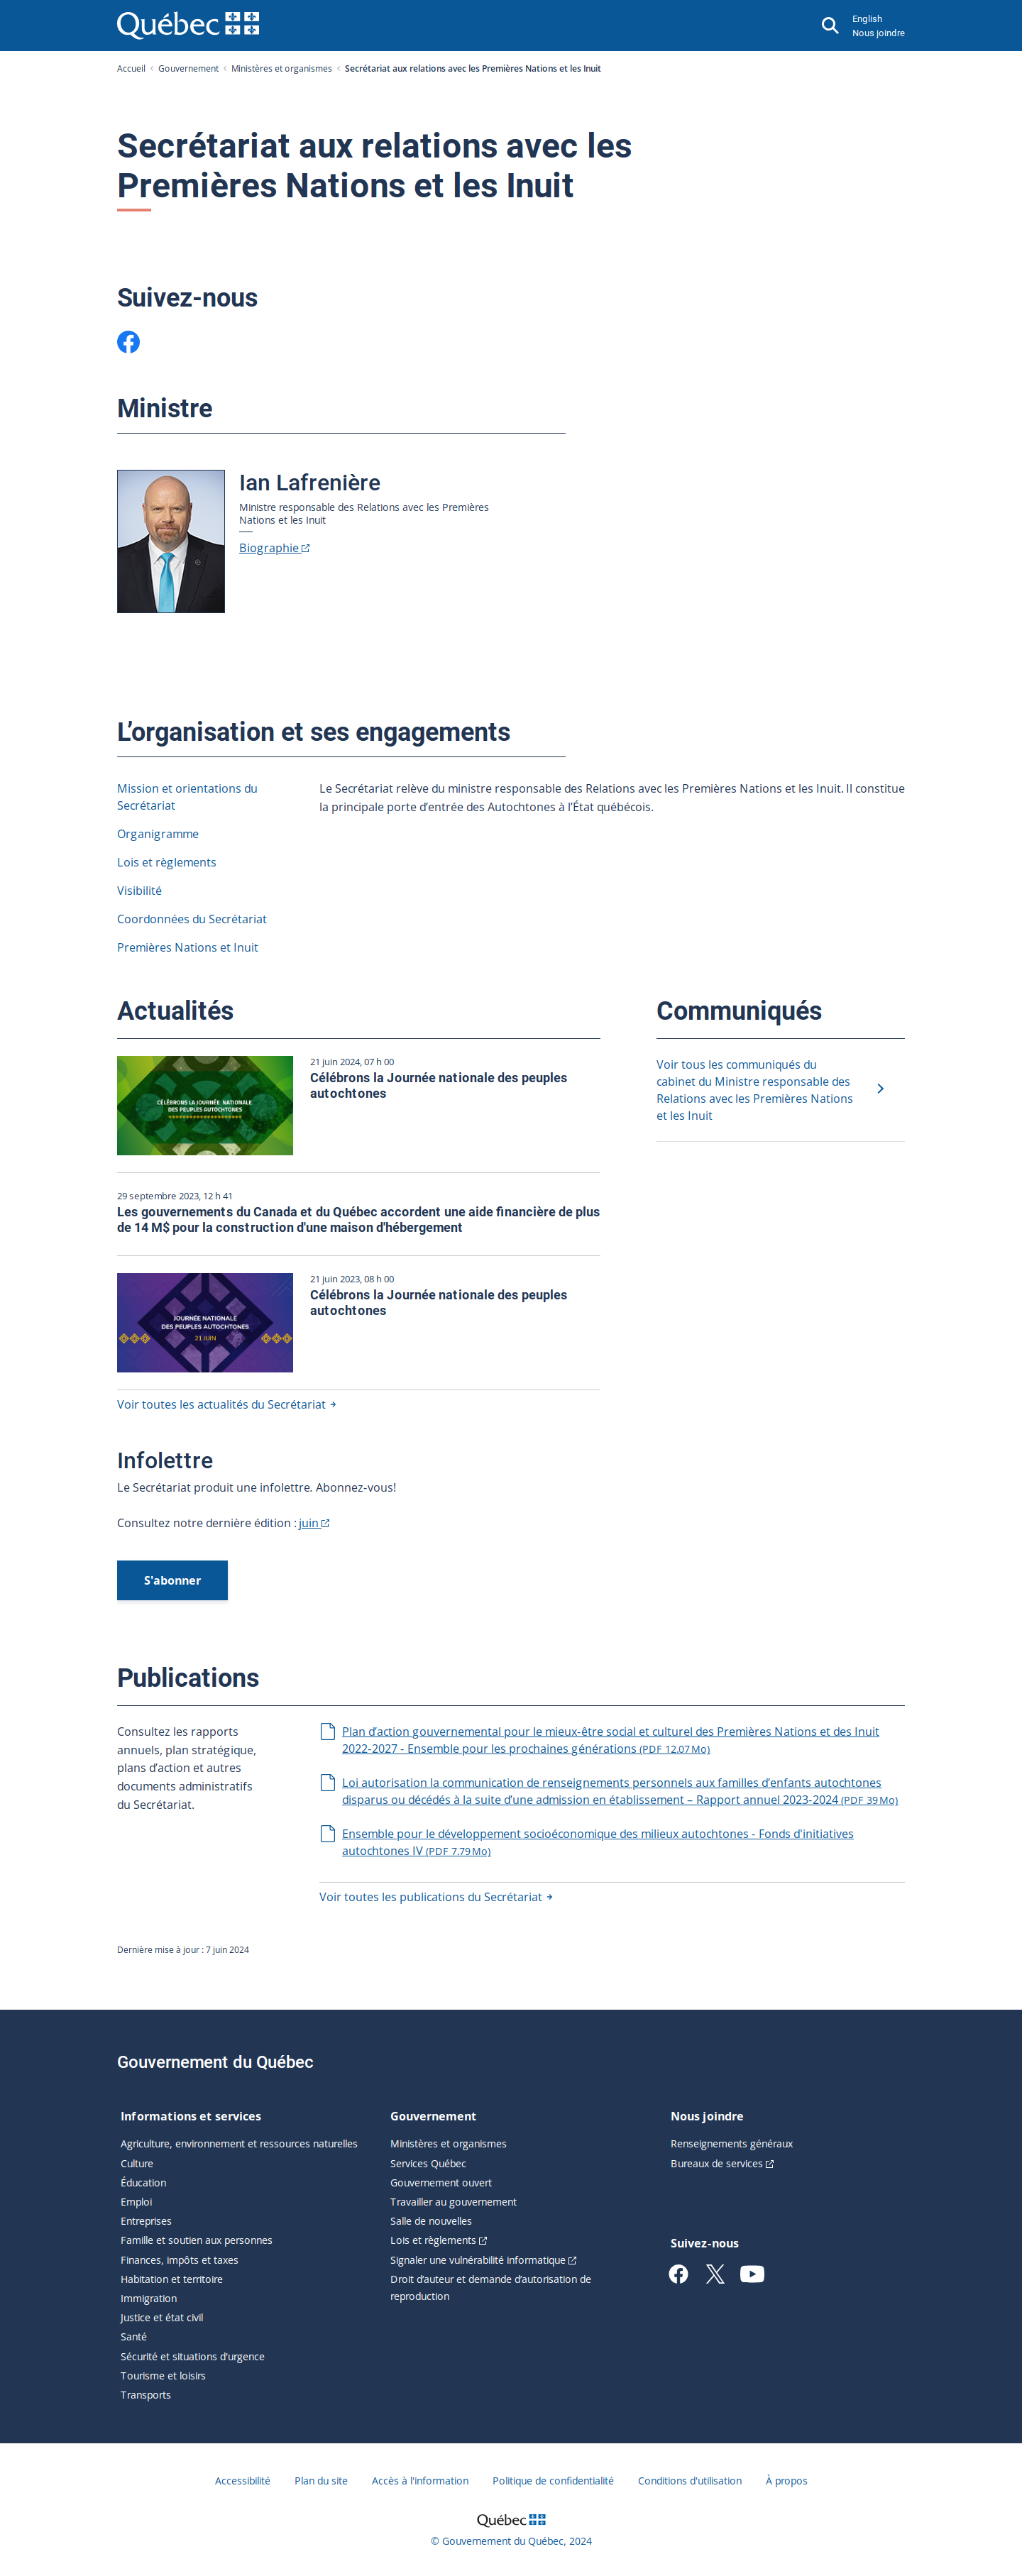 Québec
English
Nous joindre
Accueil
Gouvernement
Ministères et organismes
Secrétariat aux relations avec les Premières Nations et les Inuit
Secrétariat aux relations avec les
Premières Nations et les Inuit
Suivez-nous
Ministre
Ian Lafrenière
Ministre responsable des Relations avec les Premières
Nations et les Inuit
Biographie
L’organisation et ses engagements
Mission et orientations du
Secrétariat
Organigramme
Lois et règlements
Visibilité
Coordonnées du Secrétariat
Premières Nations et Inuit
Le Secrétariat relève du ministre responsable des Relations avec les Premières Nations et les Inuit. Il constitue
la principale porte d’entrée des Autochtones à l’État québécois.
Actualités
CÉLÉBRONS LA JOURNÉE NATIONALE
DES PEUPLES AUTOCHTONES
21 juin 2024, 07 h 00
Célébrons la Journée nationale des peuples
autochtones
29 septembre 2023, 12 h 41
Les gouvernements du Canada et du Québec accordent une aide financière de plus
de 14 M$ pour la construction d'une maison d'hébergement
JOURNÉE NATIONALE
DES PEUPLES AUTOCHTONES
21 JUIN
21 juin 2023, 08 h 00
Célébrons la Journée nationale des peuples
autochtones
Voir toutes les actualités du Secrétariat
Communiqués
Voir tous les communiqués du
cabinet du Ministre responsable des
Relations avec les Premières Nations
et les Inuit
Infolettre
Le Secrétariat produit une infolettre. Abonnez-vous!
Consultez notre dernière édition : juin
S'abonner
Publications
Consultez les rapports
annuels, plan stratégique,
plans d’action et autres
documents administratifs
du Secrétariat.
Plan d’action gouvernemental pour le mieux-être social et culturel des Premières Nations et des Inuit
2022-2027 - Ensemble pour les prochaines générations (PDF 12.07 Mo)
Loi autorisation la communication de renseignements personnels aux familles d’enfants autochtones
disparus ou décédés à la suite d’une admission en établissement – Rapport annuel 2023-2024 (PDF 39 Mo)
Ensemble pour le développement socioéconomique des milieux autochtones - Fonds d'initiatives
autochtones IV (PDF 7.79 Mo)
Voir toutes les publications du Secrétariat
Dernière mise à jour : 7 juin 2024
Gouvernement du Québec
Informations et services
Agriculture, environnement et ressources naturelles
Culture
Éducation
Emploi
Entreprises
Famille et soutien aux personnes
Finances, impôts et taxes
Habitation et territoire
Immigration
Justice et état civil
Santé
Sécurité et situations d'urgence
Tourisme et loisirs
Transports
Gouvernement
Ministères et organismes
Services Québec
Gouvernement ouvert
Travailler au gouvernement
Salle de nouvelles
Lois et règlements
Signaler une vulnérabilité informatique
Droit d’auteur et demande d’autorisation de
reproduction
Nous joindre
Renseignements généraux
Bureaux de services
Suivez-nous
Accessibilité
Plan du site
Accès à l'information
Politique de confidentialité
Conditions d'utilisation
À propos
Québec
© Gouvernement du Québec, 2024